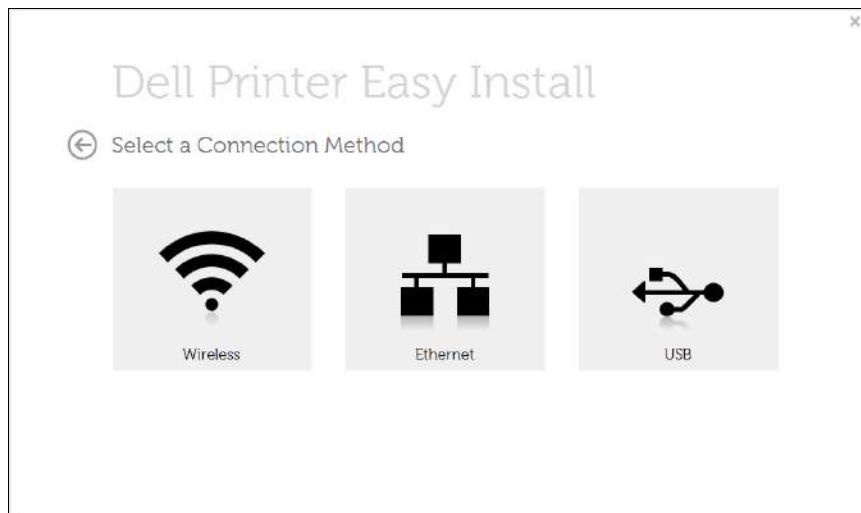 Dell Printer Easy Install
Select a Connection Method
Wireless
Ethernet
USB